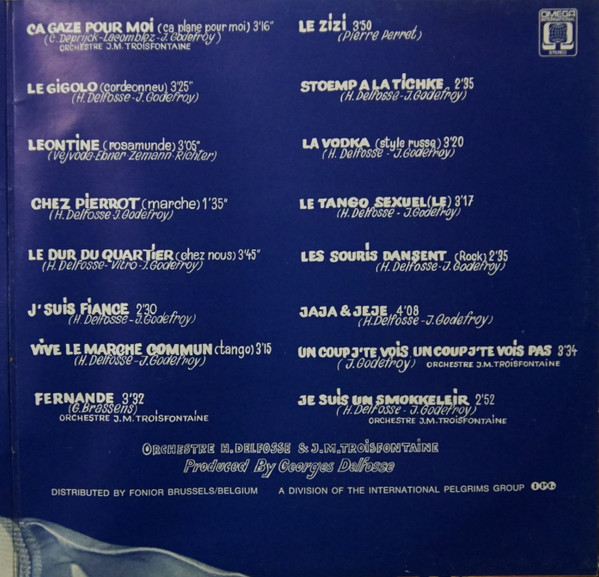 CA GAZE POUR MOI (ca plane pour moi) 3'16"
(C. Deprijck-Lacomblez-J. Godefroy)
ORCHESTRE J.M. TROISFONTAINE
LE GIGOLO (cordeonneu) 3'25"
(H. Delfosse-J. Godefroy)
LEONTINE (rosamunde) 3'05"
(Vejvode-Ebner-Zemann-Richter)
CHEZ PIERROT (marche) 1'35"
(H. Delfosse-J. Godefroy)
LE DUR DU QUARTIER (chez nous) 3'45"
(H. Delfosse-Vitro-J. Godefroy)
J'SUIS FIANCE 2'30
(H. Delfosse-J. Godefroy)
VIVE LE MARCHE COMMUN (tango) 3'15
(H. Delfosse-J. Godefroy)
FERNANDE 3'32
(G. Brassens)
ORCHESTRE J.M. TROISFONTAINE
LE ZIZI 3'50
(Pierre Perret)
STOEMP A LA TICHKE 2'35
(H. Delfosse-J. Godefroy)
LA VODKA (style russe) 3'20
(H. Delfosse-J. Godefroy)
LE TANGO SEXUEL(LE) 3'17
(H. Delfosse - J. Godefroy)
LES SOURIS DANSENT (Rock) 2'35
(H. Delfosse-J. Godefroy)
JAJA & JEJE 4'08
(H. Delfosse-J. Godefroy)
UN COUP J'TE VOIS UN COUP J'TE VOIS PAS 3'34
(J. Godefroy) ORCHESTRE J.M. TROISFONTAINE
JE SUIS UN SMOKKELEIR 2'52
(H. Delfosse - J. Godefroy)
ORCHESTRE J.M. TROISFONTAINE
OMEGA
INTERNATIONAL
STEREO
ORCHESTRE H. DELFOSSE & J.M. TROISFONTAINE
Produced By Georges Delfosse
DISTRIBUTED BY FONIOR BRUSSELS/BELGIUM A DIVISION OF THE INTERNATIONAL PELGRIMS GROUP IPG